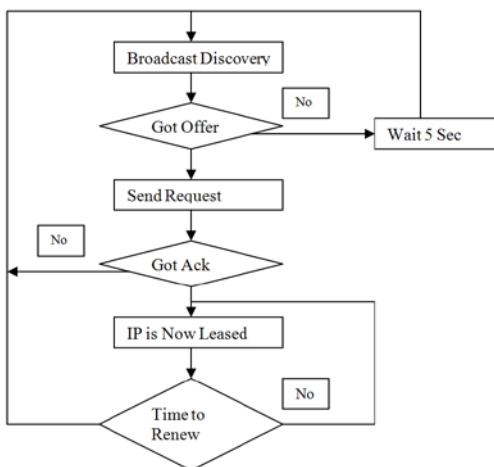 Broadcast Discovery
No
Got Offer
Wait 5 Sec
Send Request
No
Got Ack
IP is Now Leased
No
Time to
Renew